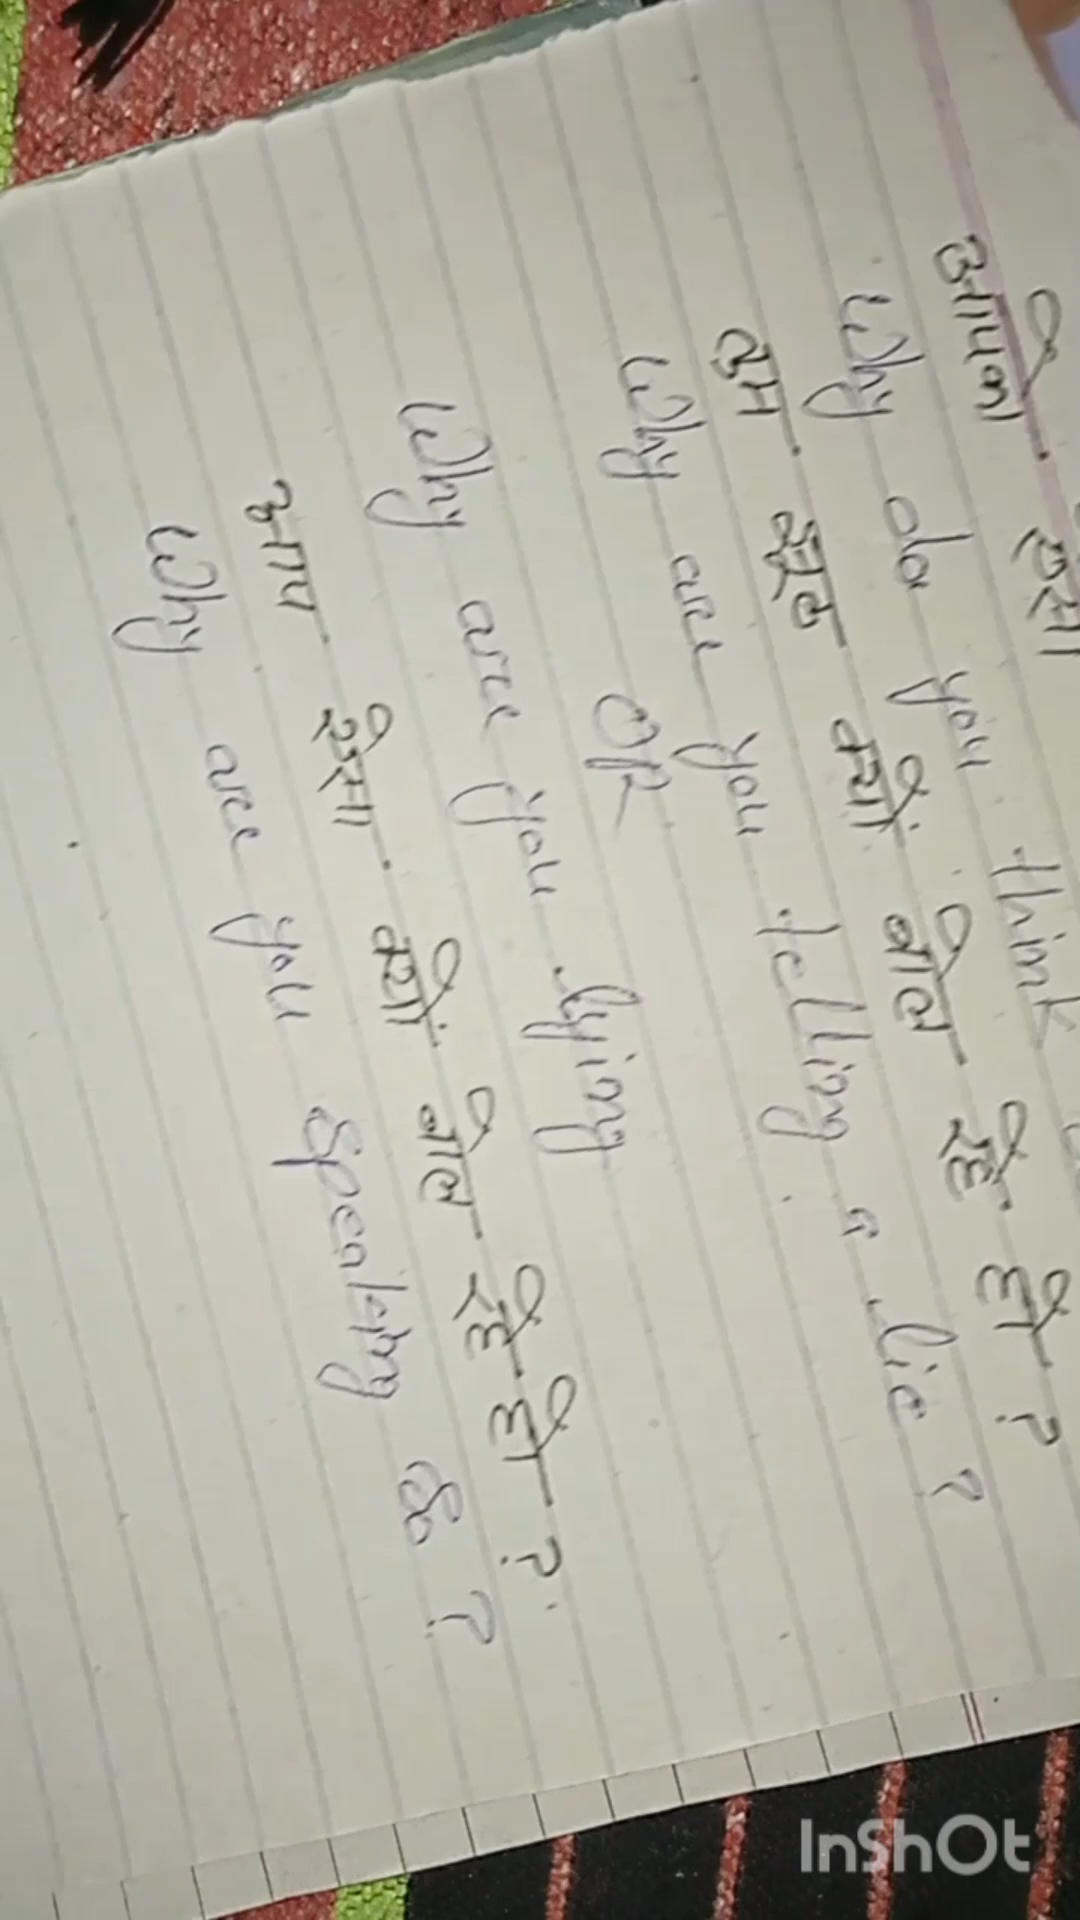 आपको ऐसा
Why do you think
तुम झूठ क्यों बोल रहे हो ?
Why are you telling a lie ?
OR
Why are you lying
आप ऐसा क्यों बोल रहे हो ?
Why are you speaking so ?
InShOt